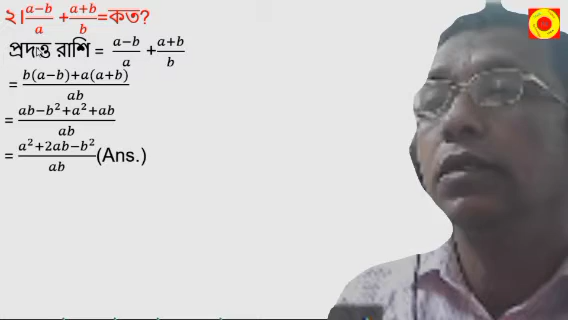 ২। (a−b)/a + (a+b)/b = কত?
প্রদত্ত রাশি = (a−b)/a + (a+b)/b
= (b(a−b)+a(a+b))/ab
= (ab−b²+a²+ab)/ab
= (a²+2ab−b²)/ab (Ans.)